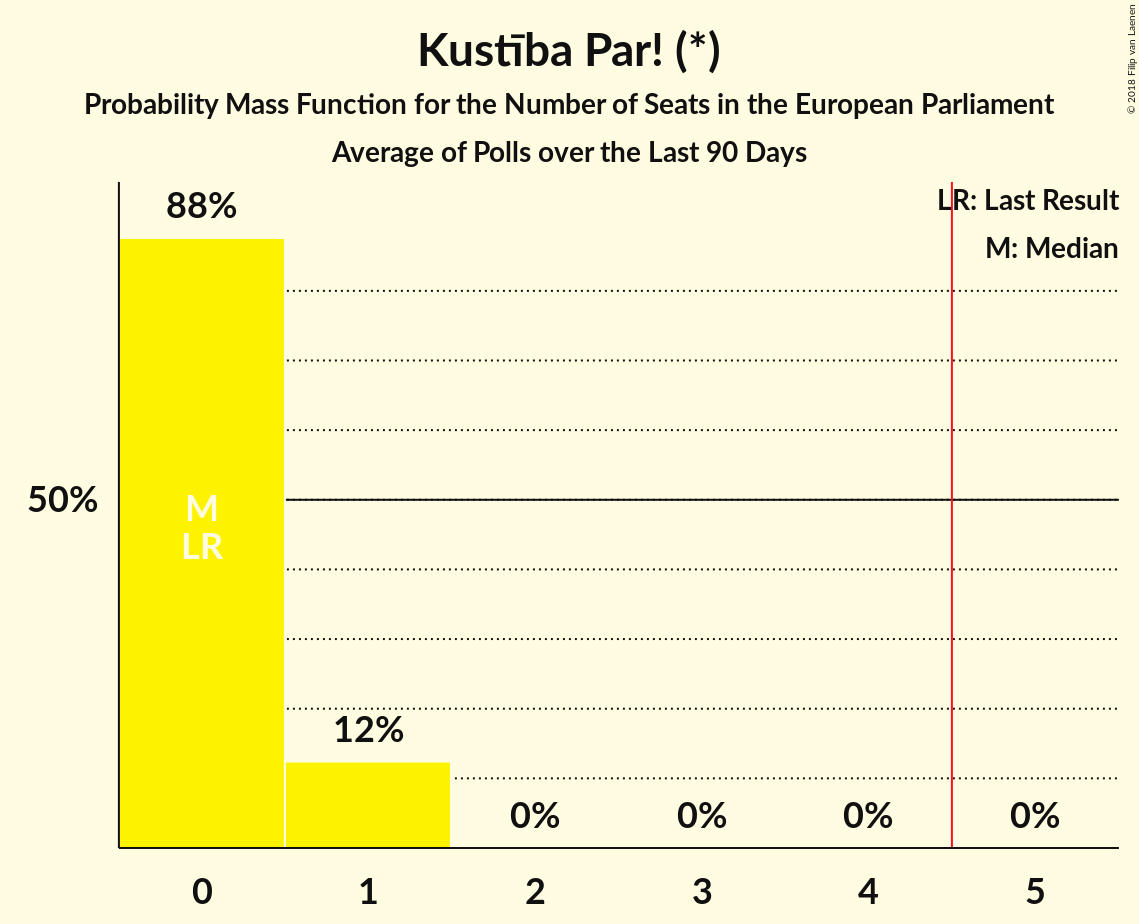 Kustība Par! (*)
Probability Mass Function for the Number of Seats in the European Parliament
Average of Polls over the Last 90 Days
© 2018 Filip van Laenen
LR: Last Result
M: Median
88%
50%
M
LR
12%
0%
0%
0%
0%
0
1
2
3
4
5